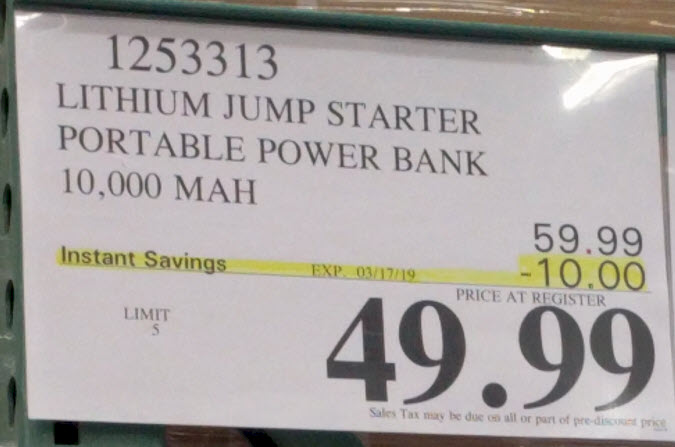 1253313
LITHIUM JUMP STARTER
PORTABLE POWER BANK
10,000 MAH
59.99
Instant Savings EXP. 03/17/19 -10.00
PRICE AT REGISTER
LIMIT
5
49.99
Sales Tax may be due on all or part of pre-discount price